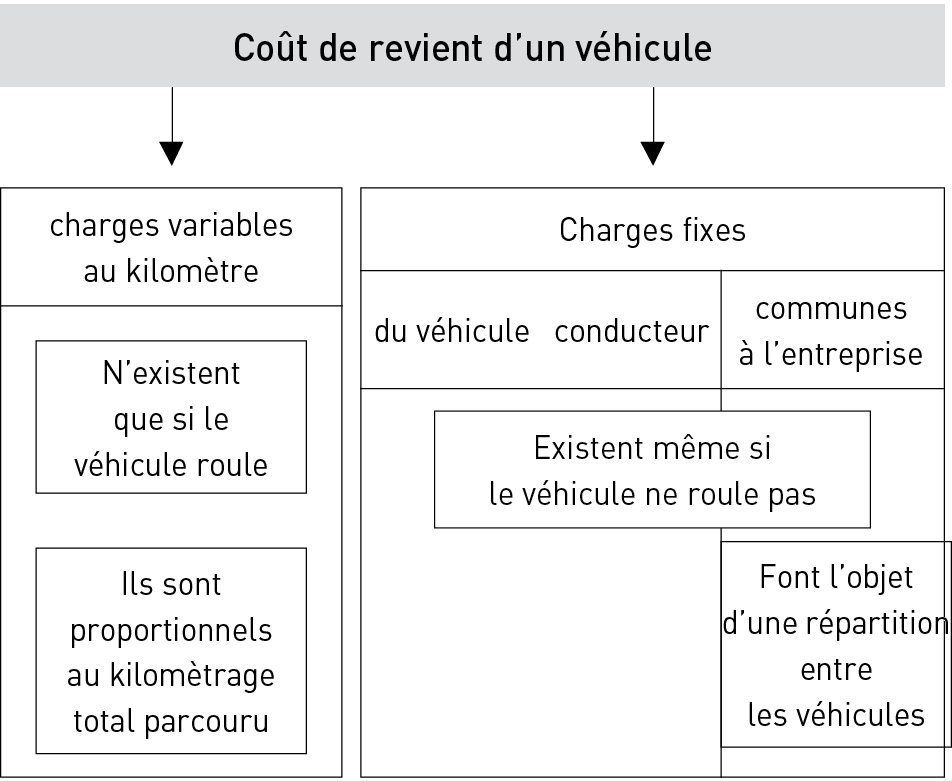 Coût de revient d'un véhicule
charges variables
au kilomètre
N'existent
que si le
véhicule roule
Ils sont
proportionnels
au kilomètrage
total parcouru
Charges fixes
du véhicule conducteur
communes
à l'entreprise
Existent même si
le véhicule ne roule pas
Font l'objet
d'une répartition
entre
les véhicules